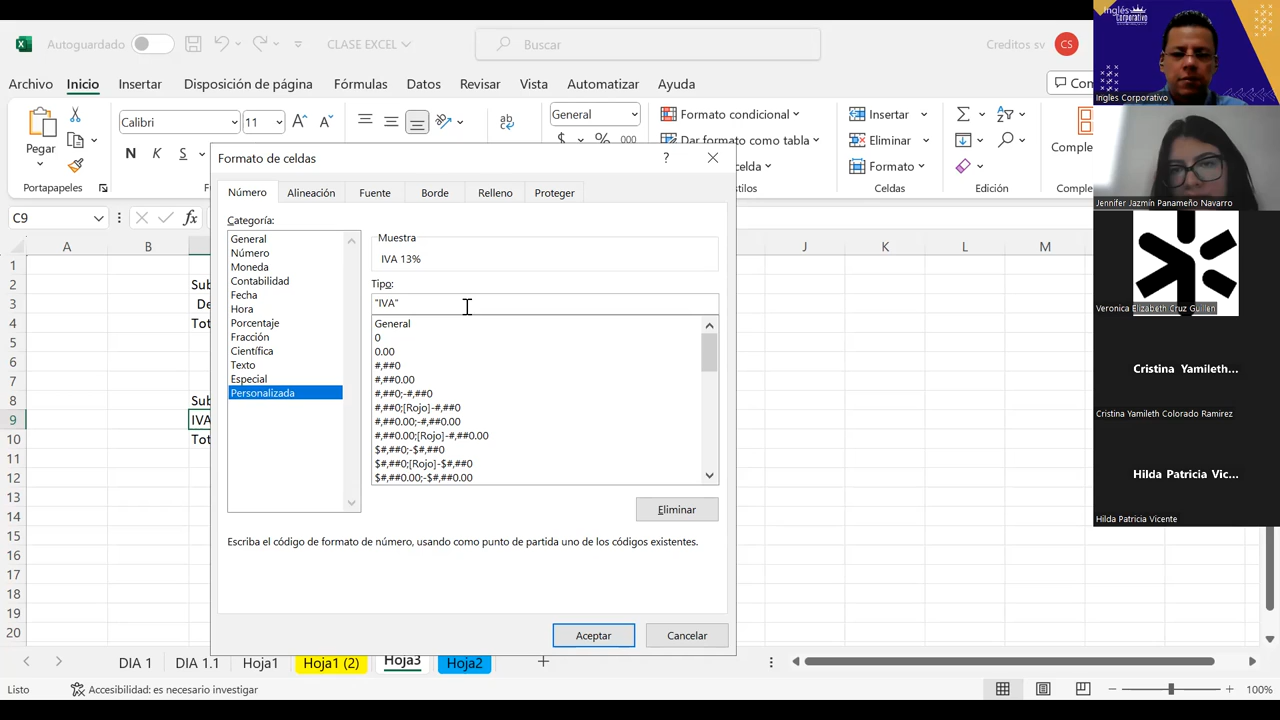 Autoguardado
CLASE EXCEL
Buscar
Creditos sv
CS
Archivo
Inicio
Insertar
Disposición de página
Fórmulas
Datos
Revisar
Vista
Automatizar
Ayuda
Pegar
Portapapeles
Calibri
11
N K S
General
$ % 000
Formato condicional
Dar formato como tabla
Insertar
Eliminar
Formato
Celdas
Edición
C9
fx
Formato de celdas
Número
Alineación
Fuente
Borde
Relleno
Proteger
Categoría:
General
Número
Moneda
Contabilidad
Fecha
Hora
Porcentaje
Fracción
Científica
Texto
Especial
Personalizada
Muestra
IVA 13%
Tipo:
"IVA"
General
0
0.00
#,##0
#,##0.00
#,##0;-#,##0
#,##0;[Rojo]-#,##0
#,##0.00;-#,##0.00
#,##0.00;[Rojo]-#,##0.00
$#,##0;-$#,##0
$#,##0;[Rojo]-$#,##0
$#,##0.00;-$#,##0.00
Eliminar
Escriba el código de formato de número, usando como punto de partida uno de los códigos existentes.
Aceptar
Cancelar
A B J K L M
1
2
3
4
5
6
7
8
9 IVA
10
11
12
13
14
15
16
17
18
19
20
DIA 1
DIA 1.1
Hoja1
Hoja1 (2)
Hoja3
Hoja2
Listo
Accesibilidad: es necesario investigar
100%
Inglés
Corporativo
Ingles Corporativo
Jennifer Jazmín Panameño Navarro
Veronica Elizabeth Cruz Guillen
Cristina Yamileth...
Cristina Yamileth Colorado Ramirez
Hilda Patricia Vic...
Hilda Patricia Vicente